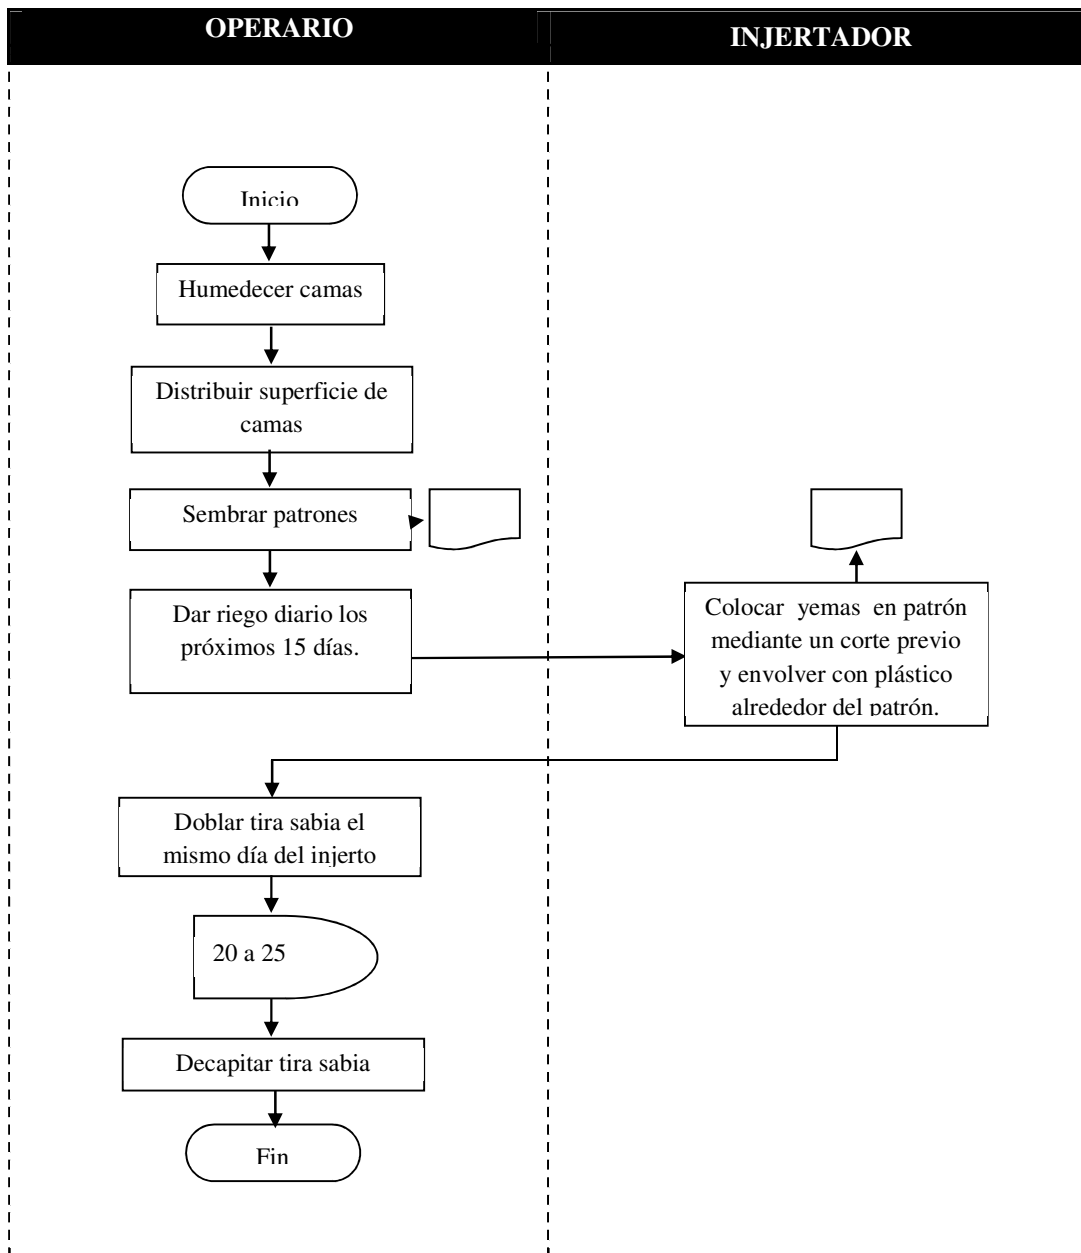 OPERARIO
INJERTADOR
Inicio
Humedecer camas
Distribuir superficie de
camas
Sembrar patrones
Dar riego diario los
próximos 15 días.
Colocar yemas en patrón
mediante un corte previo
y envolver con plástico
alrededor del patrón.
Doblar tira sabia el
mismo día del injerto
20 a 25
Decapitar tira sabia
Fin